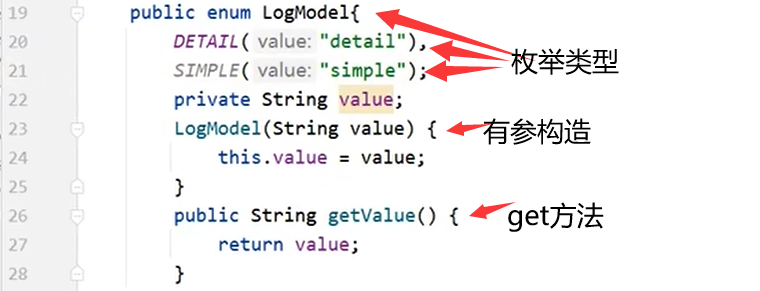 19 public enum LogModel{
20 DETAIL( value: "detail"),
21 SIMPLE( value: "simple");
枚举类型
22 private String value;
23 LogModel(String value) {
有参构造
24 this.value = value;
25 }
26 public String getValue() {
get方法
27 return value;
28 }